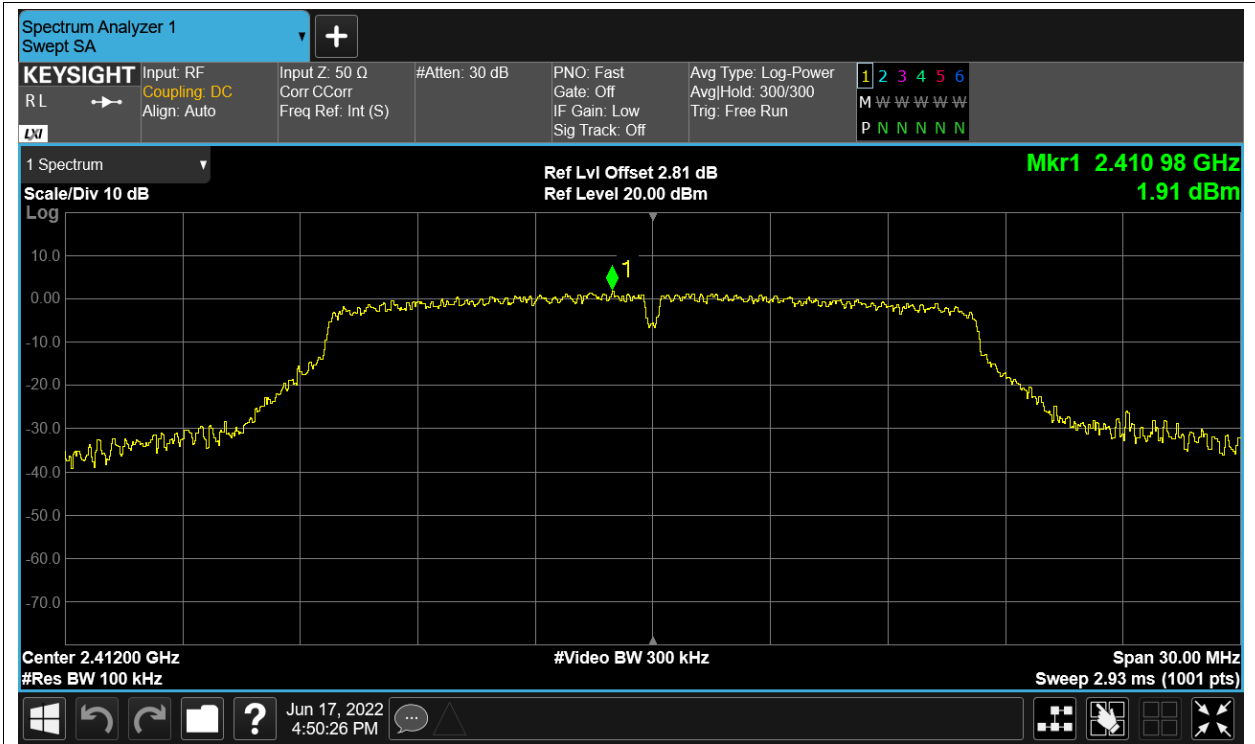 Spectrum Analyzer 1
Swept SA
+
KEYSIGHT
R L
LXI
Input: RF
Coupling: DC
Align: Auto
Input Z: 50 Ω
Corr CCorr
Freq Ref: Int (S)
#Atten: 30 dB
PNO: Fast
Gate: Off
IF Gain: Low
Sig Track: Off
Avg Type: Log-Power
Avg|Hold: 300/300
Trig: Free Run
1 2 3 4 5 6
M W W W W W
P N N N N N
1 Spectrum
Scale/Div 10 dB
Log
Ref Lvl Offset 2.81 dB
Ref Level 20.00 dBm
Mkr1 2.410 98 GHz
1.91 dBm
1
10.0
0.00
-10.0
-20.0
-30.0
-40.0
-50.0
-60.0
-70.0
Center 2.41200 GHz
#Res BW 100 kHz
#Video BW 300 kHz
Span 30.00 MHz
Sweep 2.93 ms (1001 pts)
?
Jun 17, 2022
4:50:26 PM